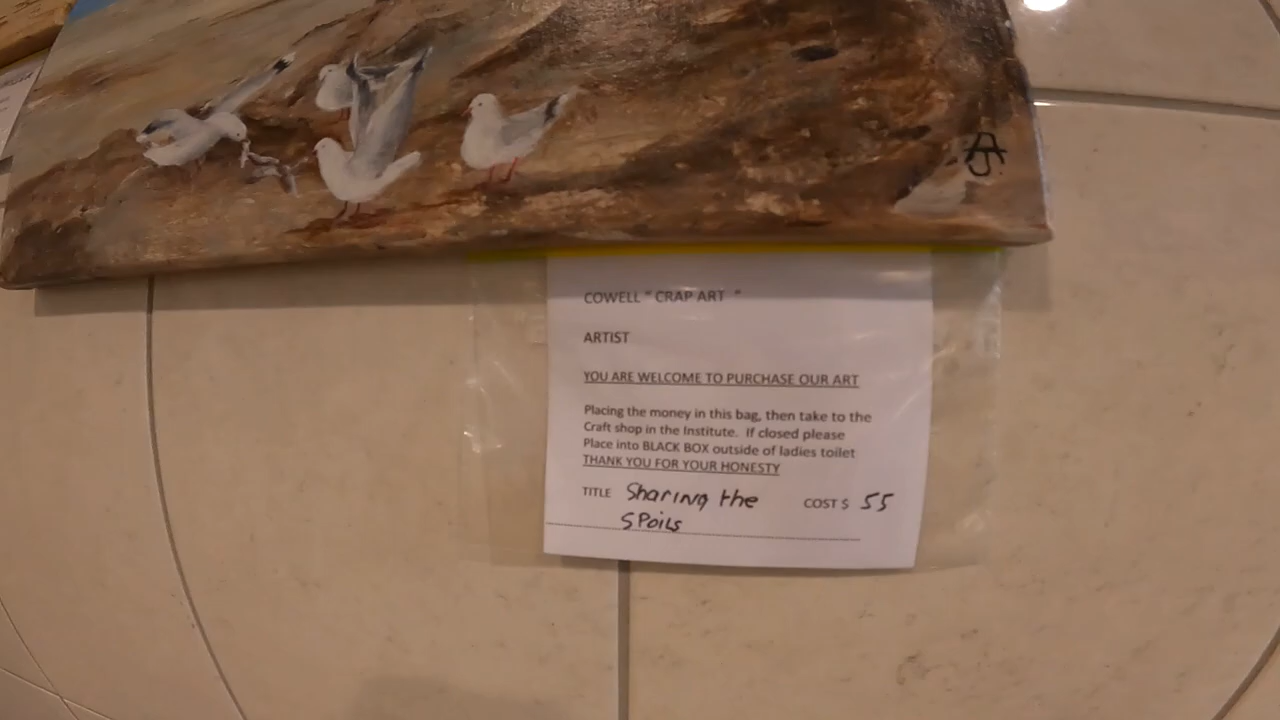 COWELL " CRAP ART "
ARTIST
YOU ARE WELCOME TO PURCHASE OUR ART
Placing the money in this bag, then take to the
Craft shop in the Institute. If closed please
Place into BLACK BOX outside of ladies toilet
THANK YOU FOR YOUR HONESTY
TITLE Sharing the COST $ 55
SPoils